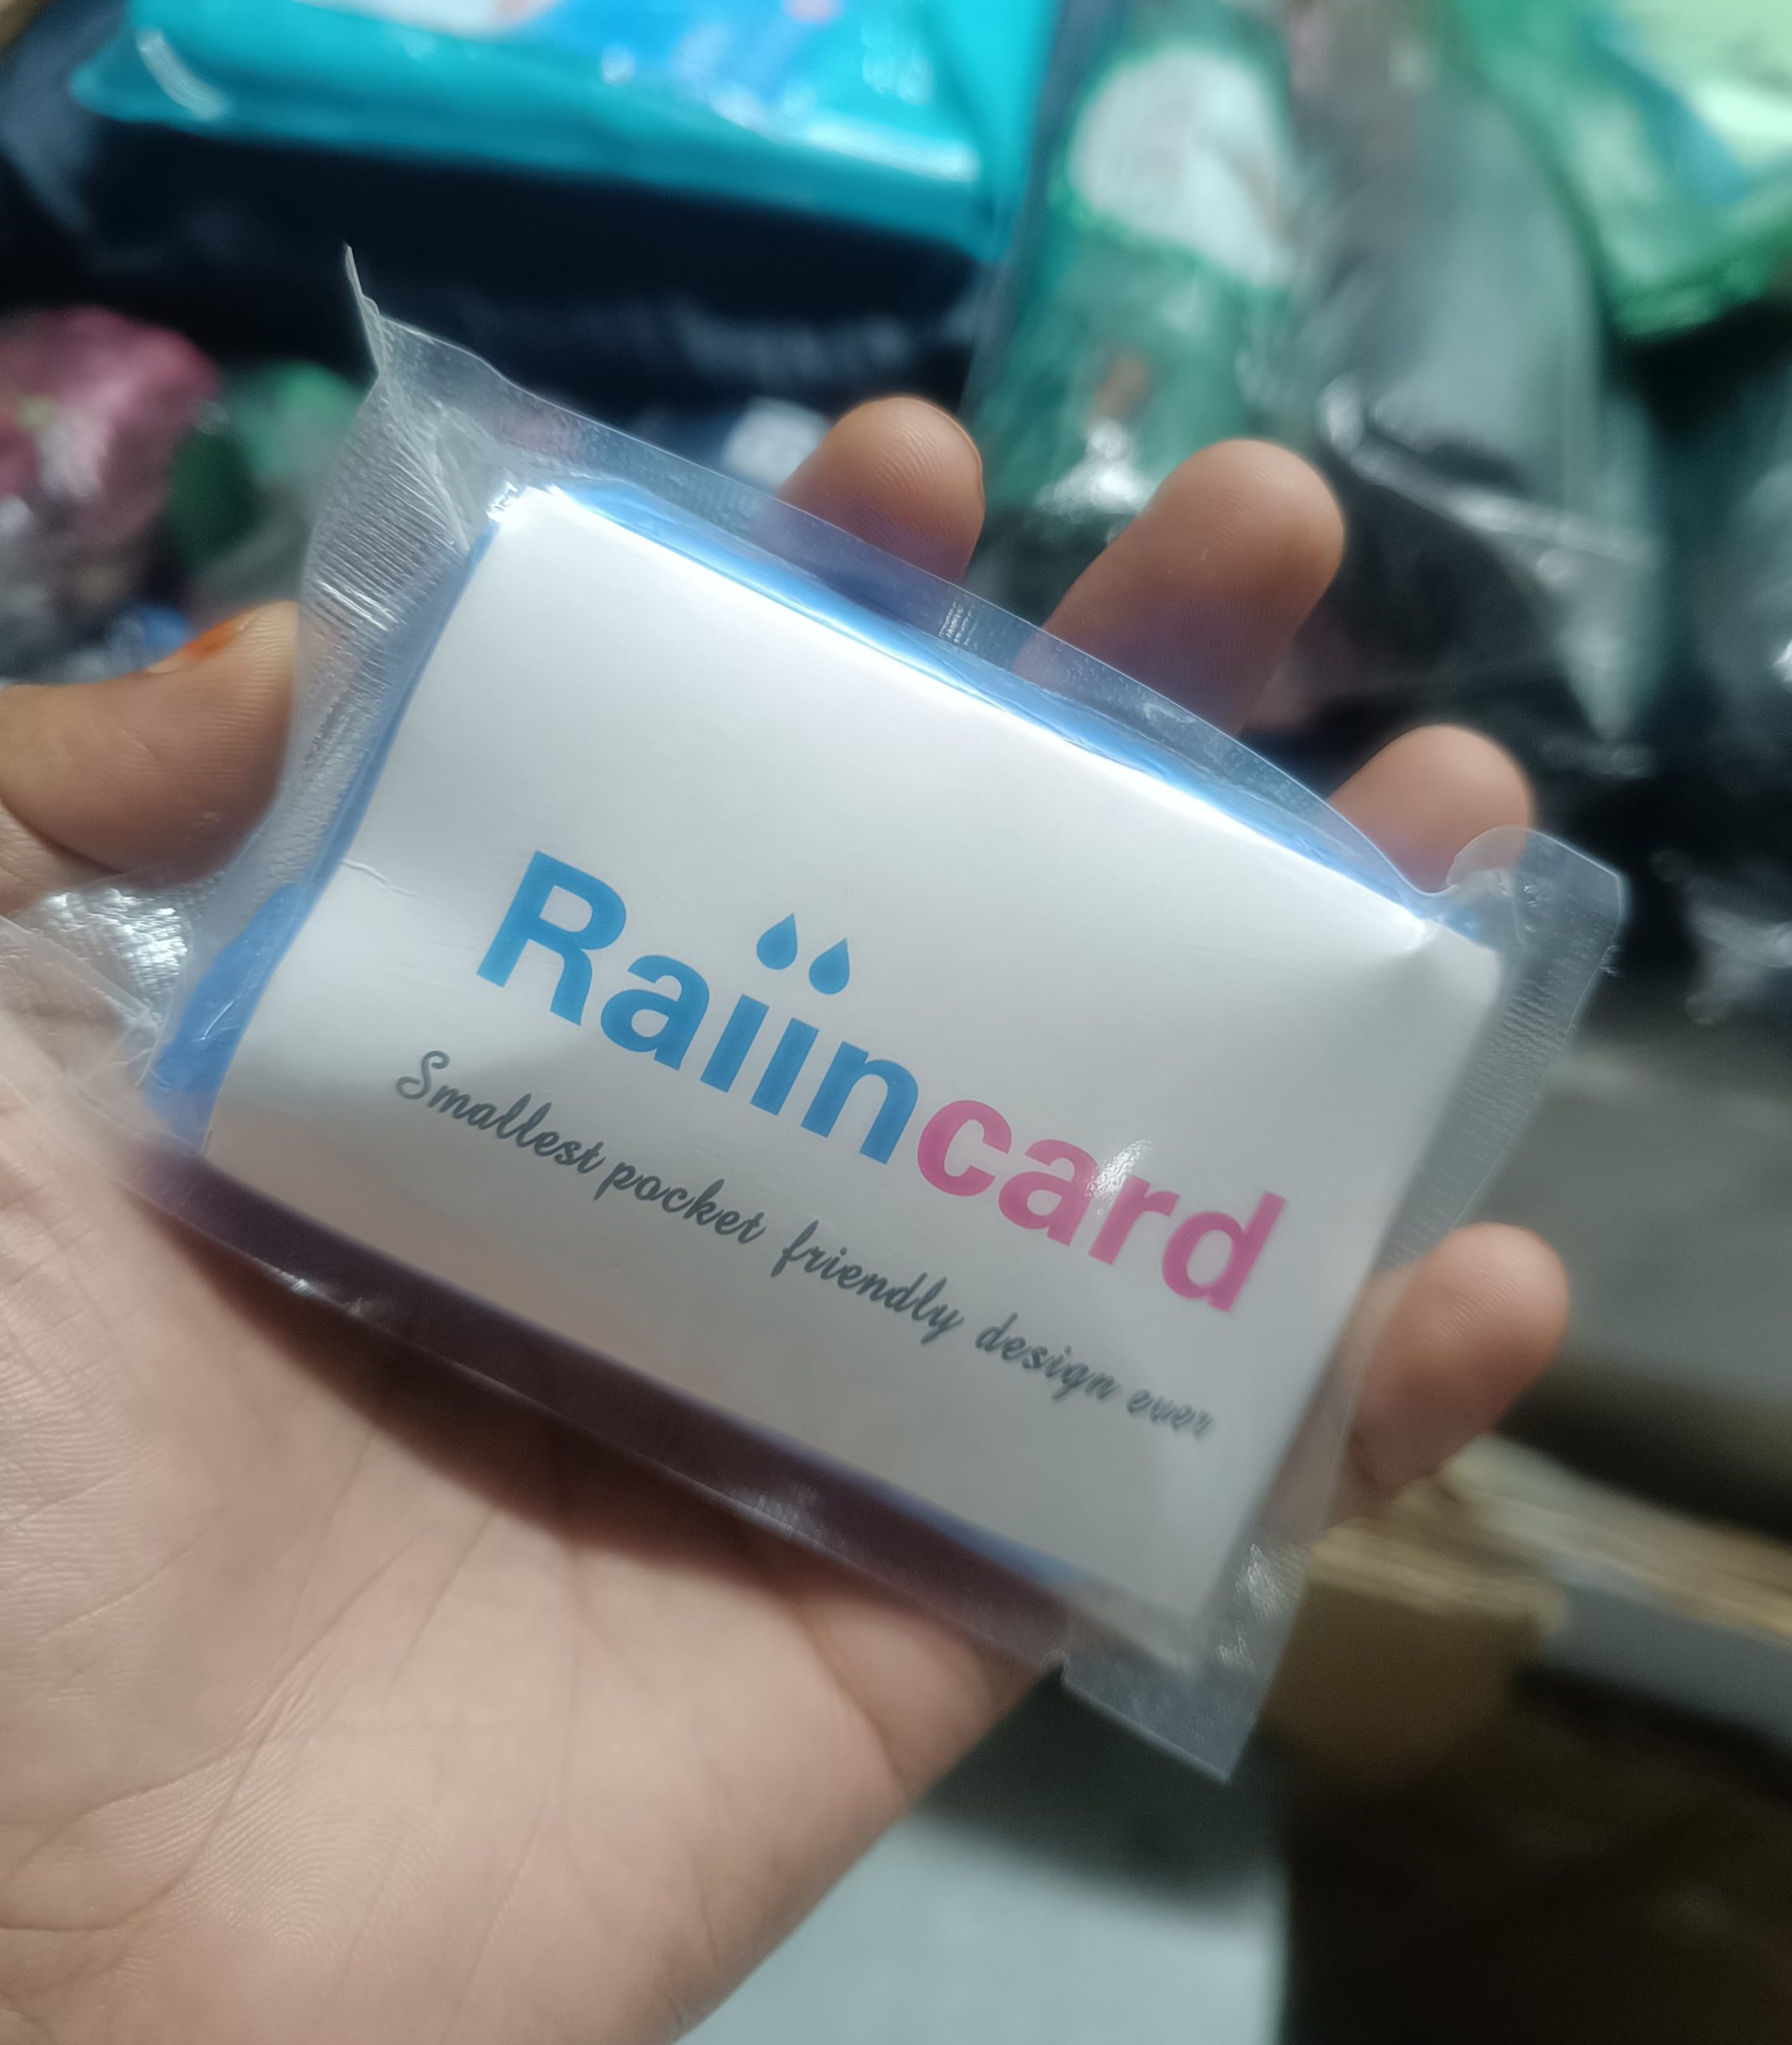 Raiincard
Smallest pocket friendly design ever